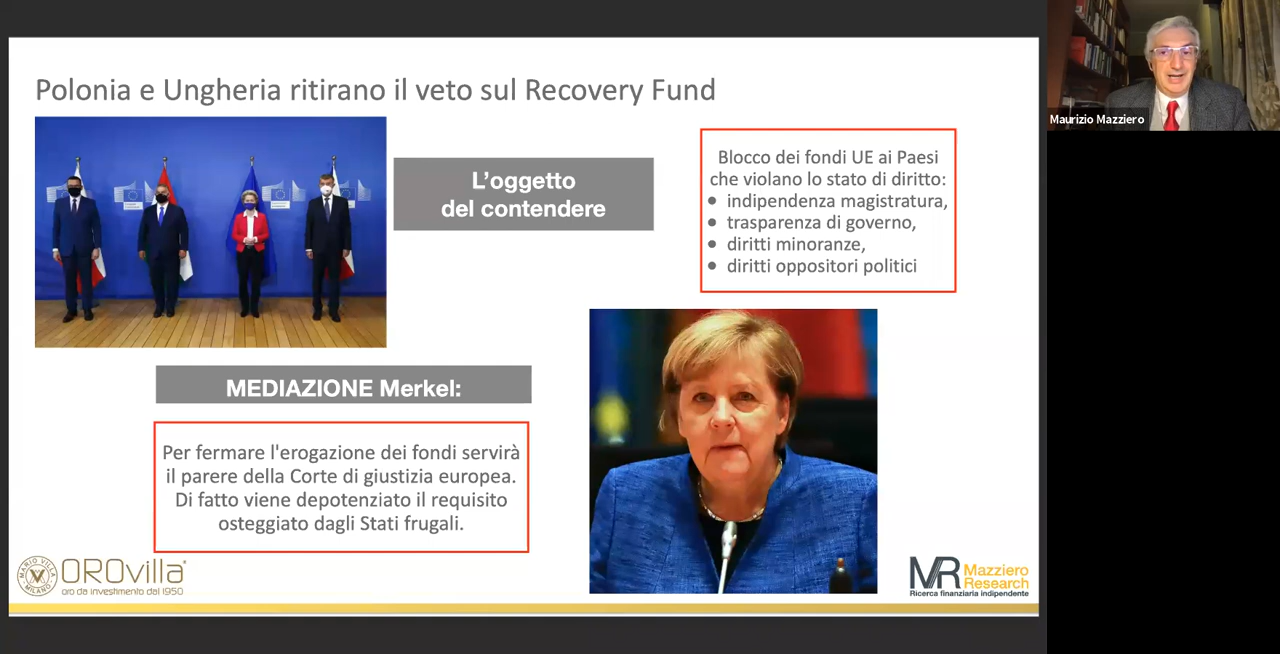 Polonia e Ungheria ritirano il veto sul Recovery Fund
L'oggetto
del contendere
Blocco dei fondi UE ai Paesi
che violano lo stato di diritto:
• indipendenza magistratura,
• trasparenza di governo,
• diritti minoranze,
• diritti oppositori politici
MEDIAZIONE Merkel:
Per fermare l'erogazione dei fondi servirà
il parere della Corte di giustizia europea.
Di fatto viene depotenziato il requisito
osteggiato dagli Stati frugali.
MARIO VILLA
MILANO
OROvilla
oro da investimento dal 1950
MR Mazziero
Research
Ricerca finanziaria indipendente
Maurizio Mazziero